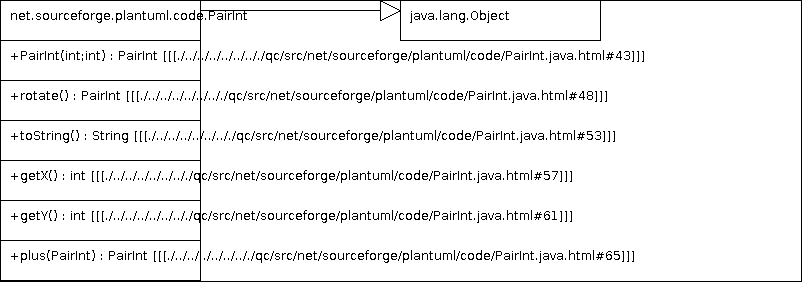 net.sourceforge.plantuml.code.PairInt
java.lang.Object
+PairInt(int;int) : PairInt [[[./../../../../../../../qc/src/net/sourceforge/plantuml/code/PairInt.java.html#43]]]
+rotate() : PairInt [[[./../../../../../../../qc/src/net/sourceforge/plantuml/code/PairInt.java.html#48]]]
+toString() : String [[[./../../../../../../../qc/src/net/sourceforge/plantuml/code/PairInt.java.html#53]]]
+getX() : int [[[./../../../../../../../qc/src/net/sourceforge/plantuml/code/PairInt.java.html#57]]]
+getY() : int [[[./../../../../../../../qc/src/net/sourceforge/plantuml/code/PairInt.java.html#61]]]
+plus(PairInt) : PairInt [[[./../../../../../../../qc/src/net/sourceforge/plantuml/code/PairInt.java.html#65]]]